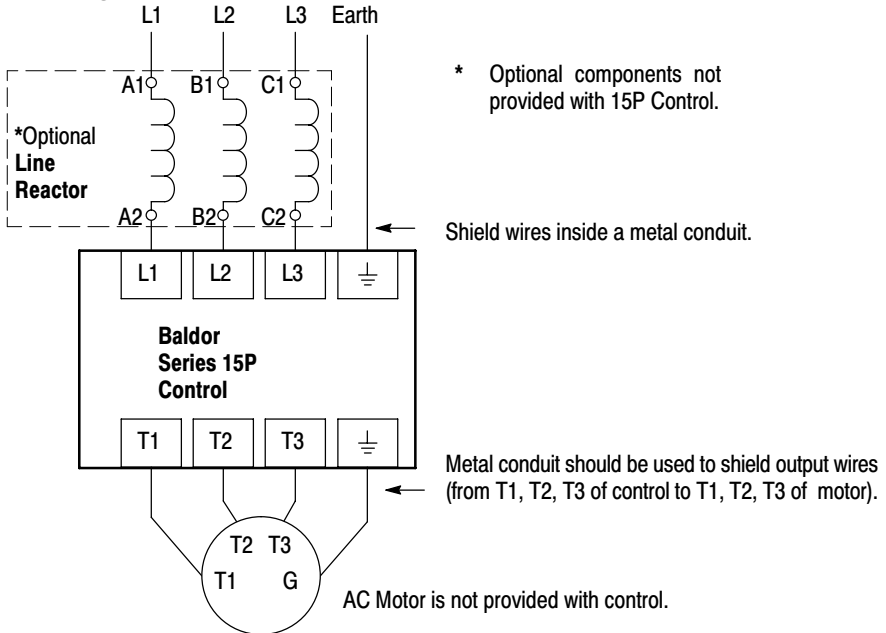 L1 L2 L3 Earth
A1 B1 C1
* Optional components not
provided with 15P Control.
*Optional
Line
Reactor
A2 B2 C2
Shield wires inside a metal conduit.
L1 L2 L3
Baldor
Series 15P
Control
T1 T2 T3
Metal conduit should be used to shield output wires
(from T1, T2, T3 of control to T1, T2, T3 of motor).
T2 T3
T1 G
AC Motor is not provided with control.